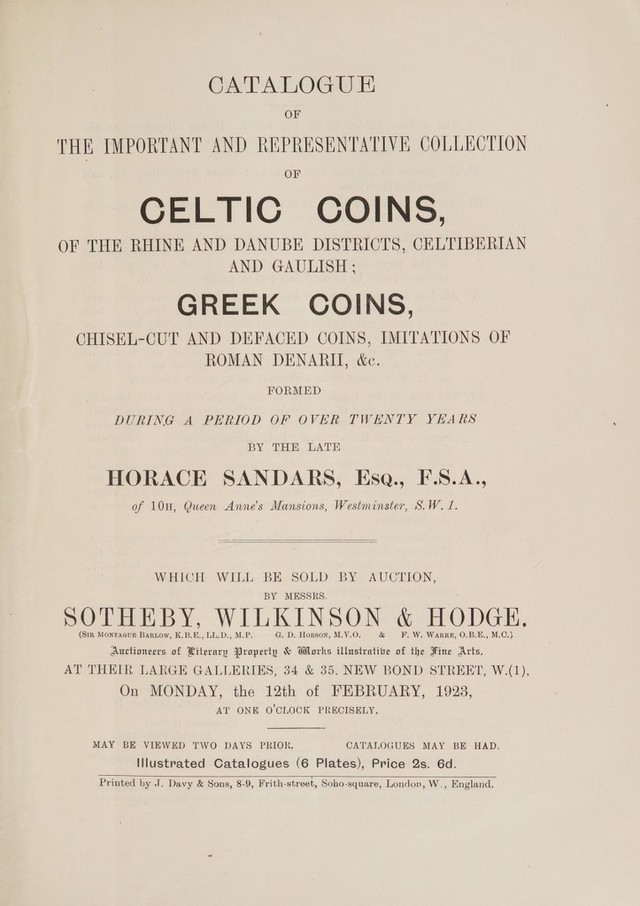 CATALOGUE
OF
THE IMPORTANT AND REPRESENTATIVE COLLECTION
OF
CELTIC COINS,
OF THE RHINE AND DANUBE DISTRICTS, CELTIBERIAN
AND GAULISH;
GREEK COINS,
CHISEL-CUT AND DEFACED COINS, IMITATIONS OF
ROMAN DENARII, &c.
FORMED
DURING A PERIOD OF OVER TWENTY YEARS
BY THE LATE
HORACE SANDARS, Esq., F.S.A.,
of 10H, Queen Anne's Mansions, Westminster, S.W. 1.
WHICH WILL BE SOLD BY AUCTION,
BY MESSRS.
SOTHEBY, WILKINSON & HODGE.
(Sir Montague Barlow, K.B.E., LL.D., M.P. G. D. Hobson, M.V.O. & F. W. Warre, O.B.E., M.C.)
Auctioneers of Literary Property & Works illustrative of the Fine Arts.
AT THEIR LARGE GALLERIES, 34 & 35, NEW BOND STREET, W.(1),
On MONDAY, the 12th of FEBRUARY, 1923,
AT ONE O'CLOCK PRECISELY.
MAY BE VIEWED TWO DAYS PRIOR. CATALOGUES MAY BE HAD.
Illustrated Catalogues (6 Plates), Price 2s. 6d.
Printed by J. Davy & Sons, 8-9, Frith-street, Soho-square, London, W., England.